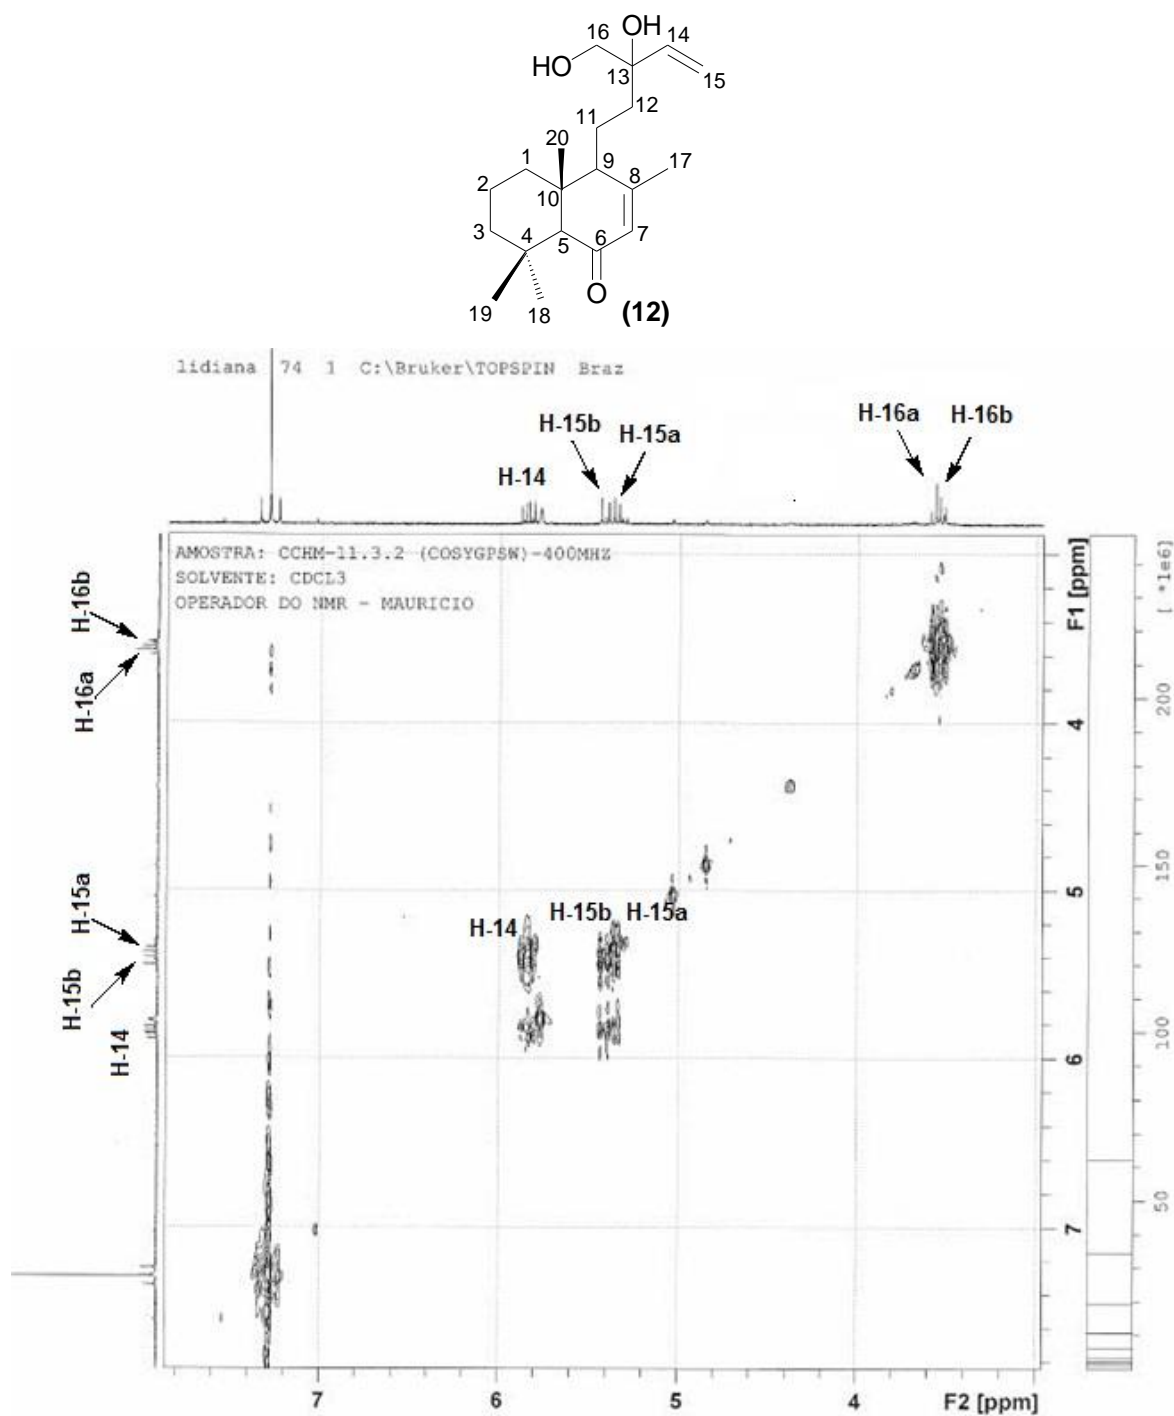 16 OH 14
HO 13 15
12
11
20
1 9 17
2 8
10
3 4 5 6 7
O
19 18 (12)
lidiana 74 1 C:\Bruker\TOPSPIN Braz
H-16a H-16b
H-15b H-15a
H-14
AMOSTRA: CCHM-11.3.2 (COSYGPSW)-400MHZ
SOLVENTE: CDCL3
OPERADOR DO NMR - MAURICIO
H-16b
H-16a
H-15a
H-15b
H-14
H-14 H-15b H-15a
F1 [ppm]
4
5
6
7
[ *1e6]
200
150
100
50
7 6 5 4 F2 [ppm]